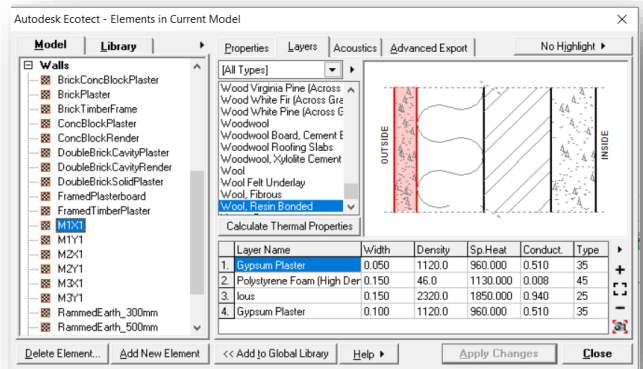 Autodesk Ecotect - Elements in Current Model
Model Library
Walls
BrickConcBlockPlaster
BrickPlaster
BrickTimberFrame
ConcBlockPlaster
ConcBlockRender
DoubleBrickCavityPlaster
DoubleBrickCavityRender
DoubleBrickSolidPlaster
FramedPlasterboard
FramedTimberPlaster
M1X1
M1Y1
M2X1
M2Y1
M3X1
M3Y1
RammedEarth_300mm
RammedEarth_500mm
Delete Element... Add New Element
Properties Layers Acoustics Advanced Export No Highlight
[All Types]
Wood Virginia Pine (Across
Wood White Fir (Across Gra
Wood White Pine (Across G
Woodwool
Woodwool Board, Cement B
Woodwool Roofing Slabs
Woodwool, Xylolite Cement
Wool
Wool Felt Underlay
Wool, Fibrous
Wool, Resin Bonded
Calculate Thermal Properties
OUTSIDE
INSIDE
Layer Name Width Density Sp.Heat Conduct. Type
1. Gypsum Plaster 0.050 1120.0 960.000 0.510 35
2. Polystyrene Foam (High Der 0.150 46.0 1130.000 0.008 45
3. lous 0.150 2320.0 1850.000 0.940 25
4. Gypsum Plaster 0.100 1120.0 960.000 0.510 35
<< Add to Global Library Help Apply Changes Close